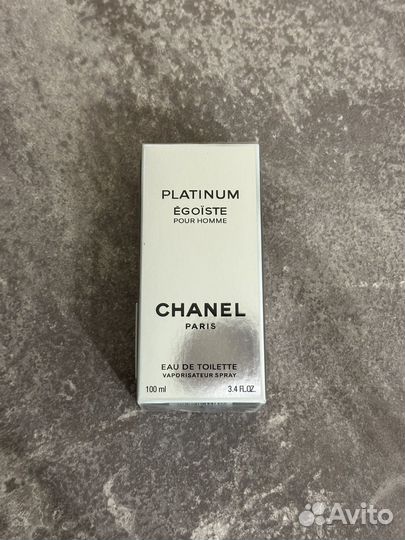 PLATINUM
ÉGOÏSTE
POUR HOMME
CHANEL
PARIS
EAU DE TOILETTE
VAPORISATEUR SPRAY
100 ml 3.4 FL.OZ.
Avito